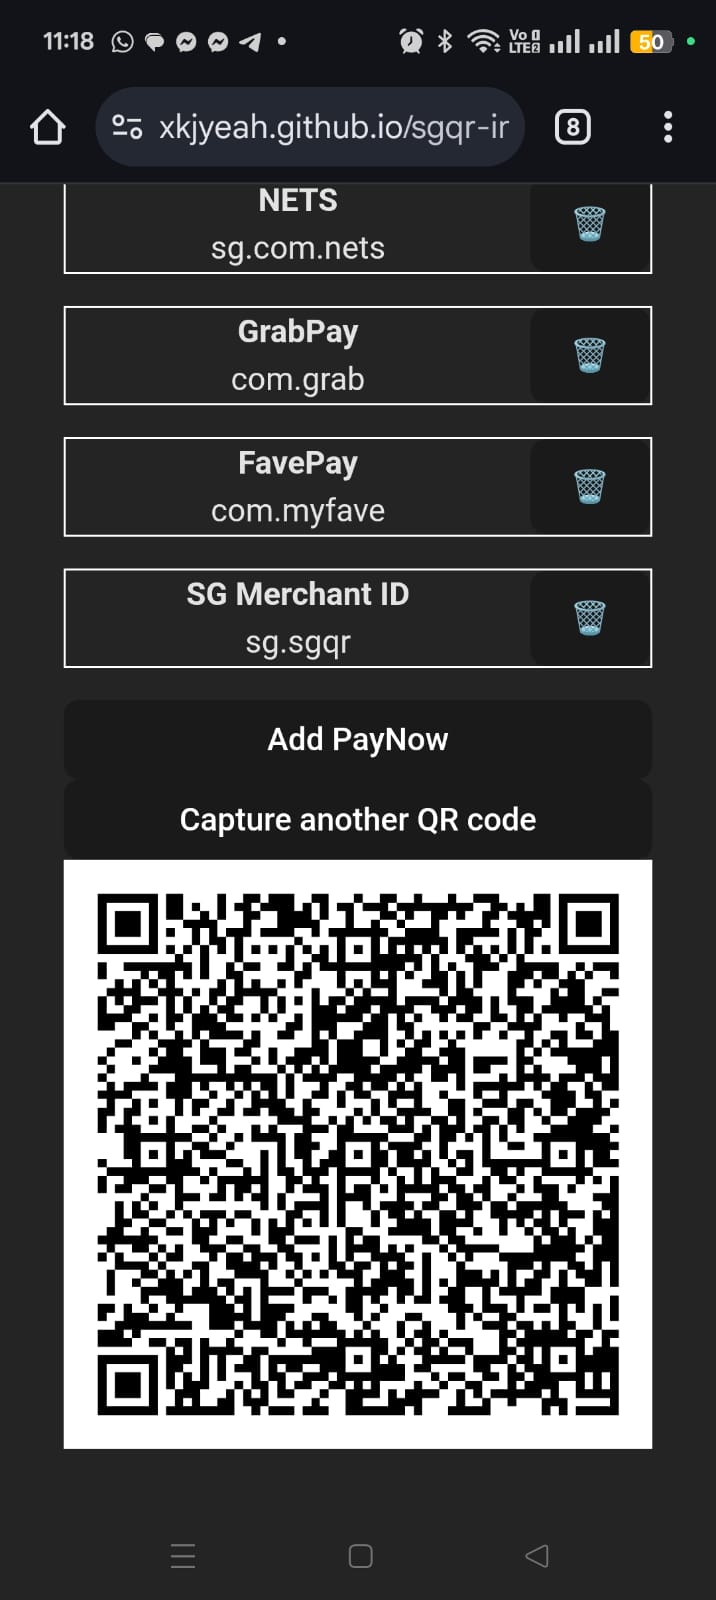 11:18
Vo
LTE2
50
xkjyeah.github.io/sgqr-ir
8
NETS
sg.com.nets
GrabPay
com.grab
FavePay
com.myfave
SG Merchant ID
sg.sgqr
Add PayNow
Capture another QR code